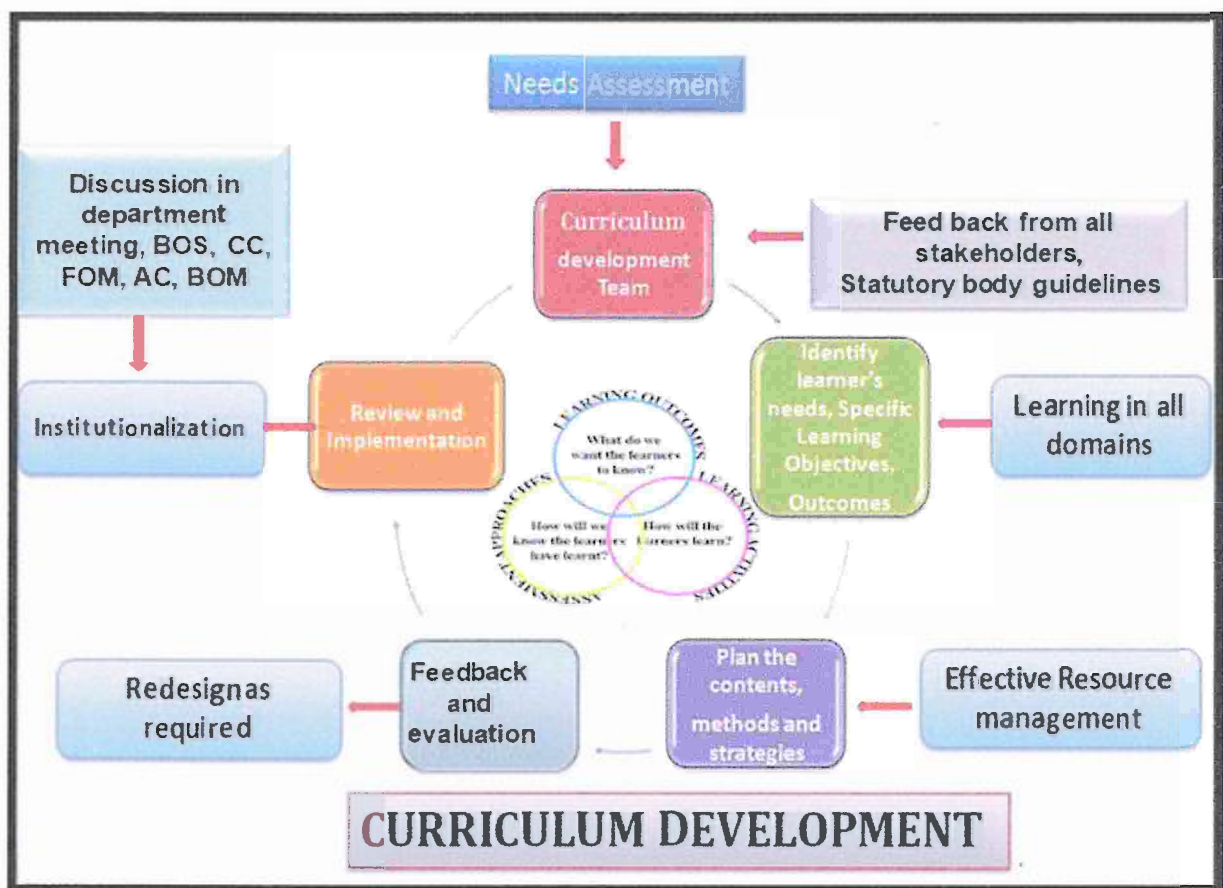 Needs Assessment
Discussion in
department
meeting, BOS, CC,
FOM, AC, BOM
Curriculum
development
Team
Feed back from all
stakeholders,
Statutory body guidelines
Institutionalization
Review and
Implementation
Identify
learner's
needs, Specific
Learning
Objectives,
Outcomes
Learning in all
domains
LEARNING OUTCOMES
What do we
want the learners
to know?
ASSESSMENT APPROACHES
How will we
know the learners
have learnt?
LEARNING ACTIVITIES
How will the
learners learn?
Redesignas
required
Feedback
and
evaluation
Plan the
contents,
methods and
strategies
Effective Resource
management
CURRICULUM DEVELOPMENT